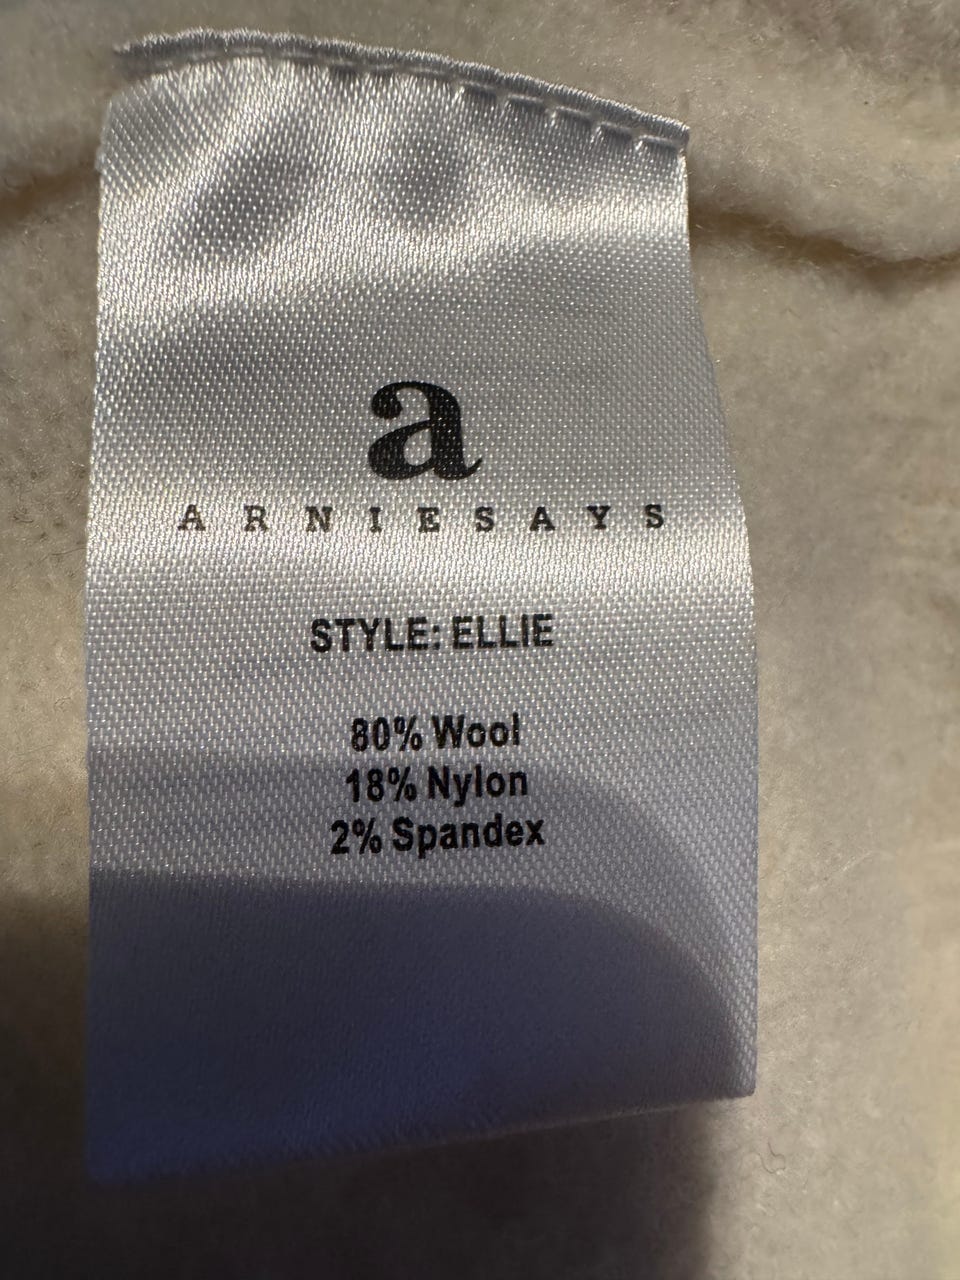 a
ARNIESAYS
STYLE: ELLIE
80% Wool
18% Nylon
2% Spandex